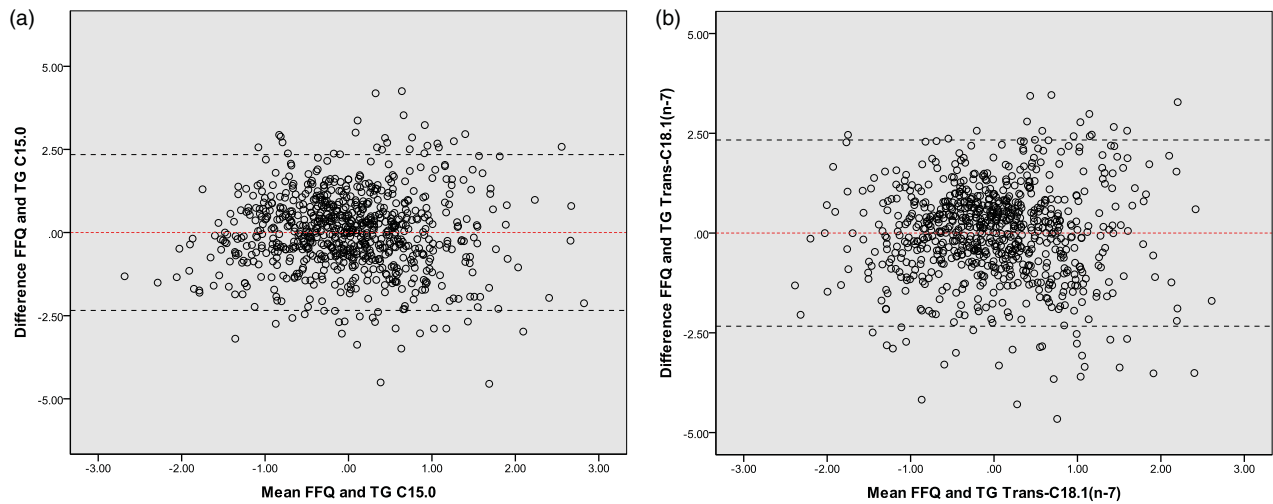 (a)
Difference FFQ and TG C15.0
5.00
2.50
.00
-2.50
-5.00
-3.00 -2.00 -1.00 .00 1.00 2.00 3.00
Mean FFQ and TG C15.0
(b)
Difference FFQ and TG Trans-C18.1(n-7)
5.00
2.50
.00
-2.50
-5.00
-3.00 -2.00 -1.00 .00 1.00 2.00 3.00
Mean FFQ and TG Trans-C18.1(n-7)